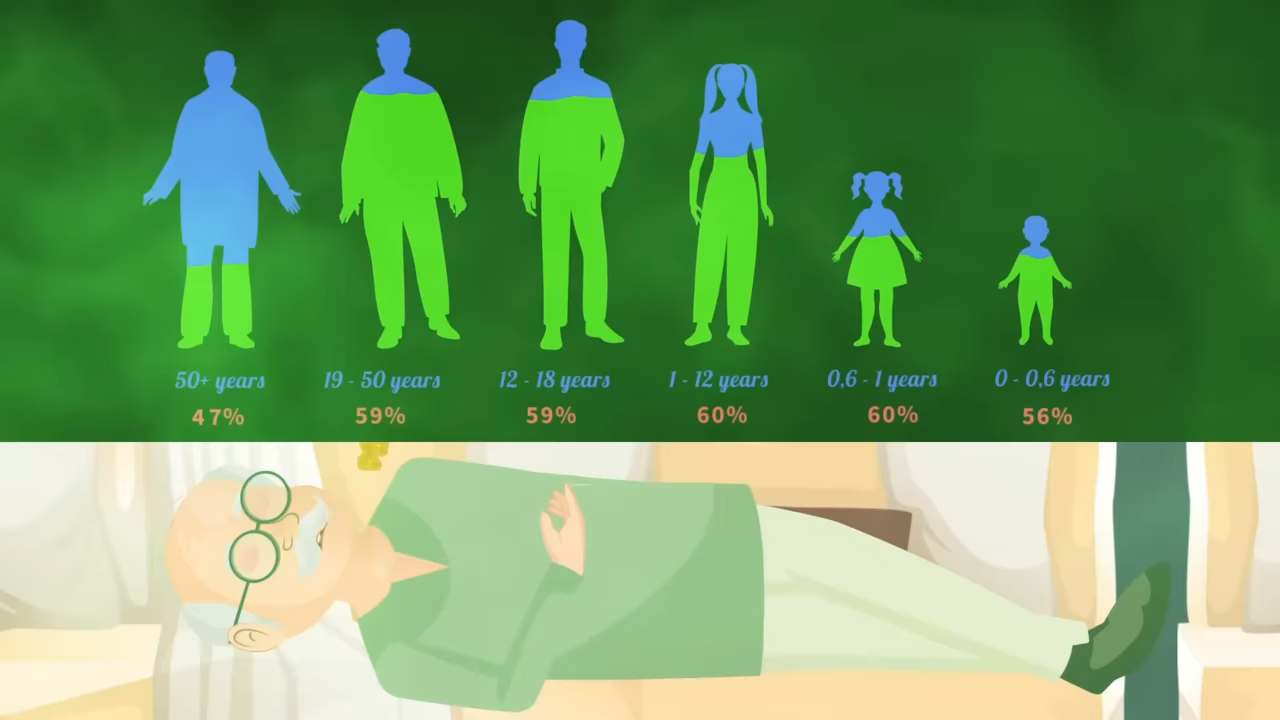 50+ years 19 - 50 years 12 - 18 years 1 - 12 years 0,6 - 1 years 0 - 0,6 years
47% 59% 59% 60% 60% 56%